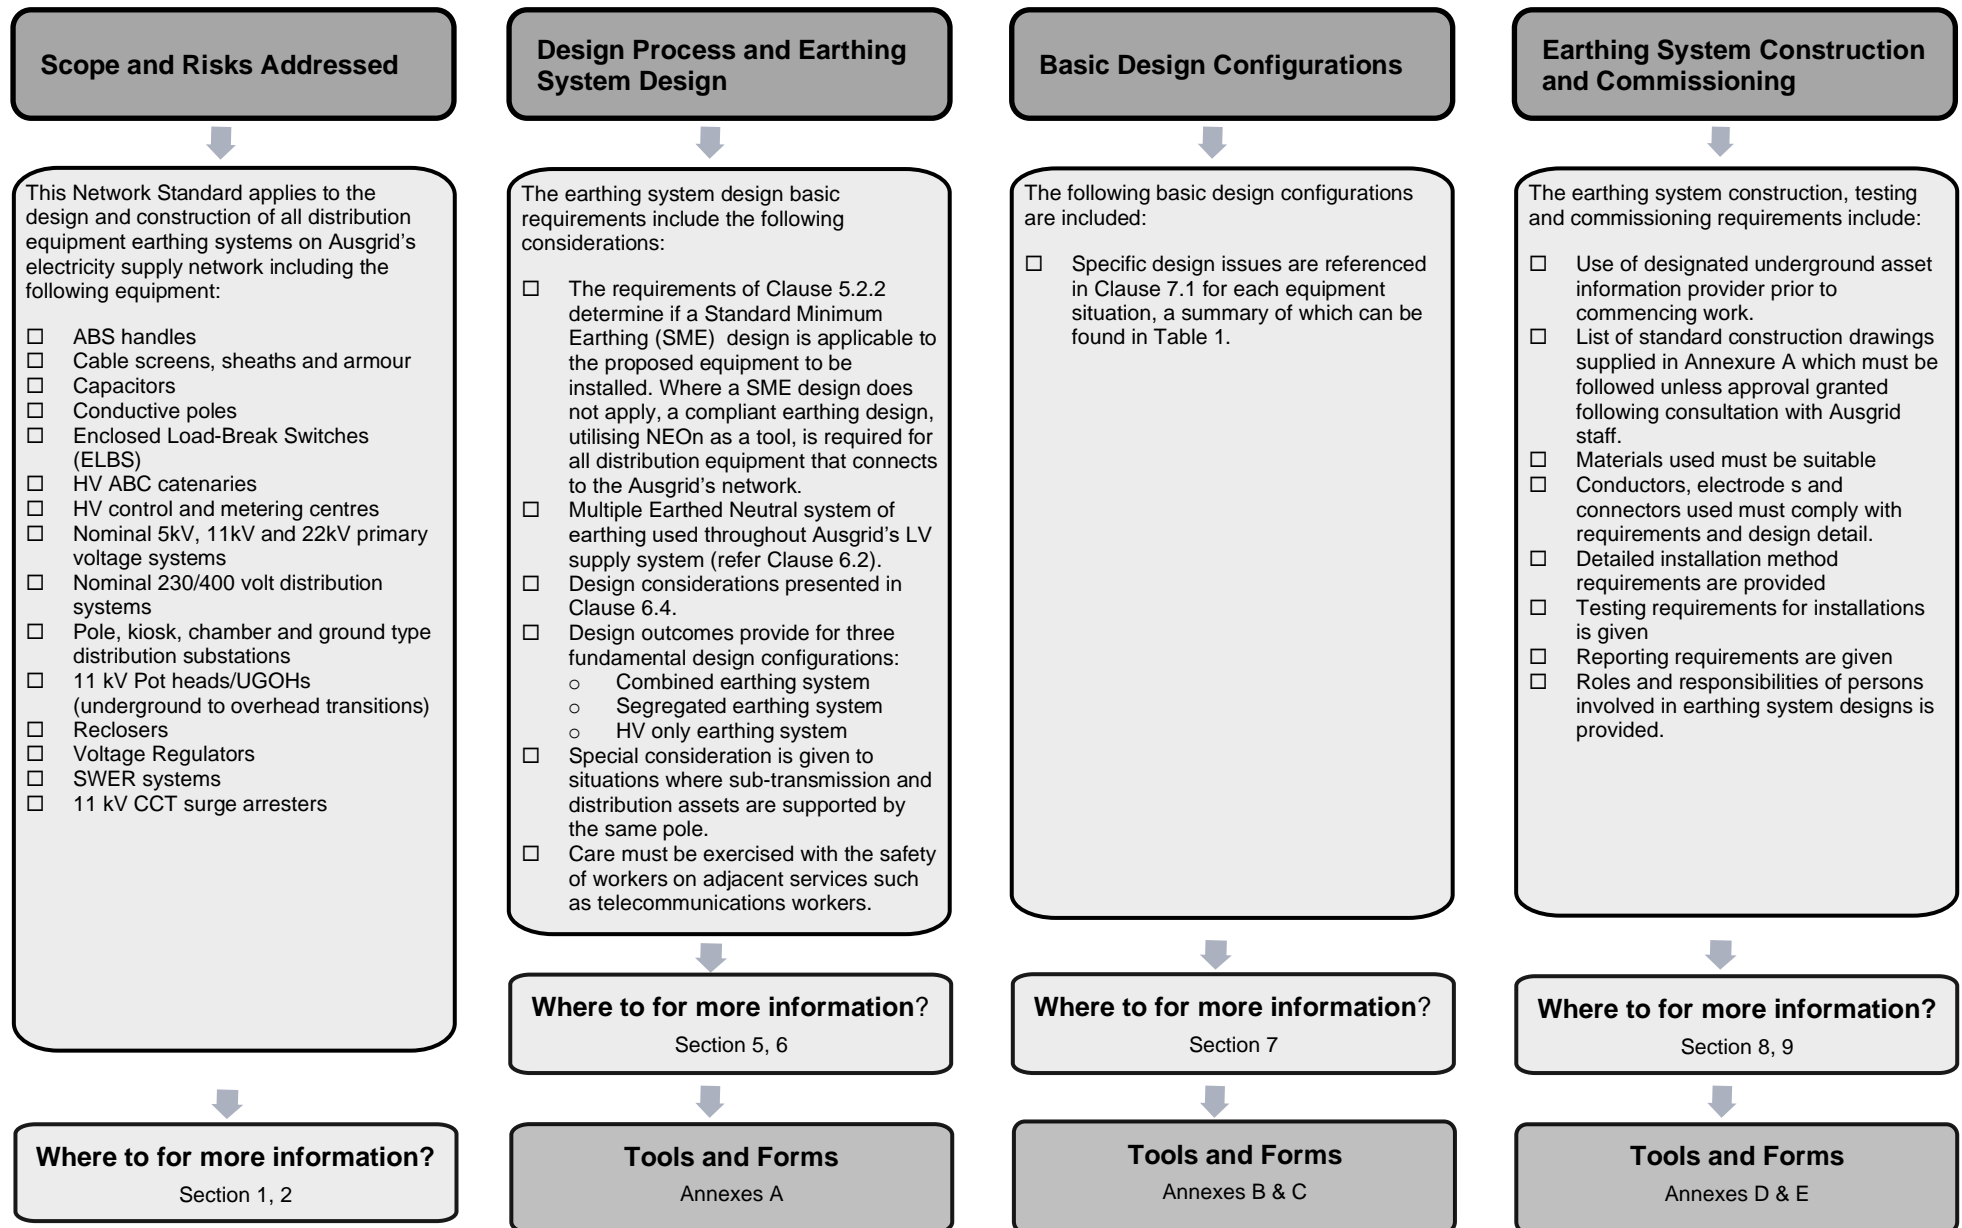 Scope and Risks Addressed
This Network Standard applies to the
design and construction of all distribution
equipment earthing systems on Ausgrid's
electricity supply network including the
following equipment:
☐ ABS handles
☐ Cable screens, sheaths and armour
☐ Capacitors
☐ Conductive poles
☐ Enclosed Load-Break Switches
(ELBS)
☐ HV ABC catenaries
☐ HV control and metering centres
☐ Nominal 5kV, 11kV and 22kV primary
voltage systems
☐ Nominal 230/400 volt distribution
systems
☐ Pole, kiosk, chamber and ground type
distribution substations
☐ 11 kV Pot heads/UGOHs
(underground to overhead transitions)
☐ Reclosers
☐ Voltage Regulators
☐ SWER systems
☐ 11 kV CCT surge arresters
Where to for more information?
Section 1, 2
Design Process and Earthing
System Design
The earthing system design basic
requirements include the following
considerations:
☐ The requirements of Clause 5.2.2
determine if a Standard Minimum
Earthing (SME) design is applicable to
the proposed equipment to be
installed. Where a SME design does
not apply, a compliant earthing design,
utilising NEOn as a tool, is required for
all distribution equipment that connects
to the Ausgrid's network.
☐ Multiple Earthed Neutral system of
earthing used throughout Ausgrid's LV
supply system (refer Clause 6.2).
☐ Design considerations presented in
Clause 6.4.
☐ Design outcomes provide for three
fundamental design configurations:
o Combined earthing system
o Segregated earthing system
o HV only earthing system
☐ Special consideration is given to
situations where sub-transmission and
distribution assets are supported by
the same pole.
☐ Care must be exercised with the safety
of workers on adjacent services such
as telecommunications workers.
Where to for more information?
Section 5, 6
Tools and Forms
Annexes A
Basic Design Configurations
The following basic design configurations
are included:
☐ Specific design issues are referenced
in Clause 7.1 for each equipment
situation, a summary of which can be
found in Table 1.
Where to for more information?
Section 7
Tools and Forms
Annexes B & C
Earthing System Construction
and Commissioning
The earthing system construction, testing
and commissioning requirements include:
☐ Use of designated underground asset
information provider prior to
commencing work.
☐ List of standard construction drawings
supplied in Annexure A which must be
followed unless approval granted
following consultation with Ausgrid
staff.
☐ Materials used must be suitable
☐ Conductors, electrode s and
connectors used must comply with
requirements and design detail.
☐ Detailed installation method
requirements are provided
☐ Testing requirements for installations
is given
☐ Reporting requirements are given
☐ Roles and responsibilities of persons
involved in earthing system designs is
provided.
Where to for more information?
Section 8, 9
Tools and Forms
Annexes D & E